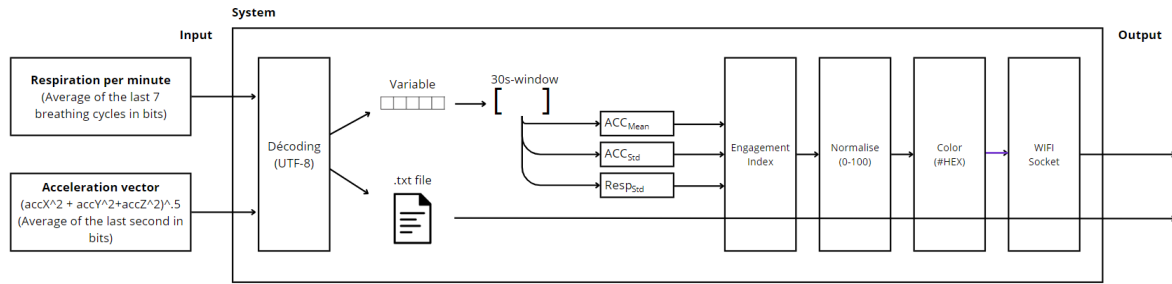 System
Input
Output
Respiration per minute
(Average of the last 7
breathing cycles in bits)
Acceleration vector
(accX^2 + accY^2+accZ^2)^.5
(Average of the last second in
bits)
Décoding
(UTF-8)
Variable
.txt file
30s-window
[ ]
ACCMean
ACCStd
RespStd
Engagement
Index
Normalise
(0-100)
Color
(#HEX)
WIFI
Socket